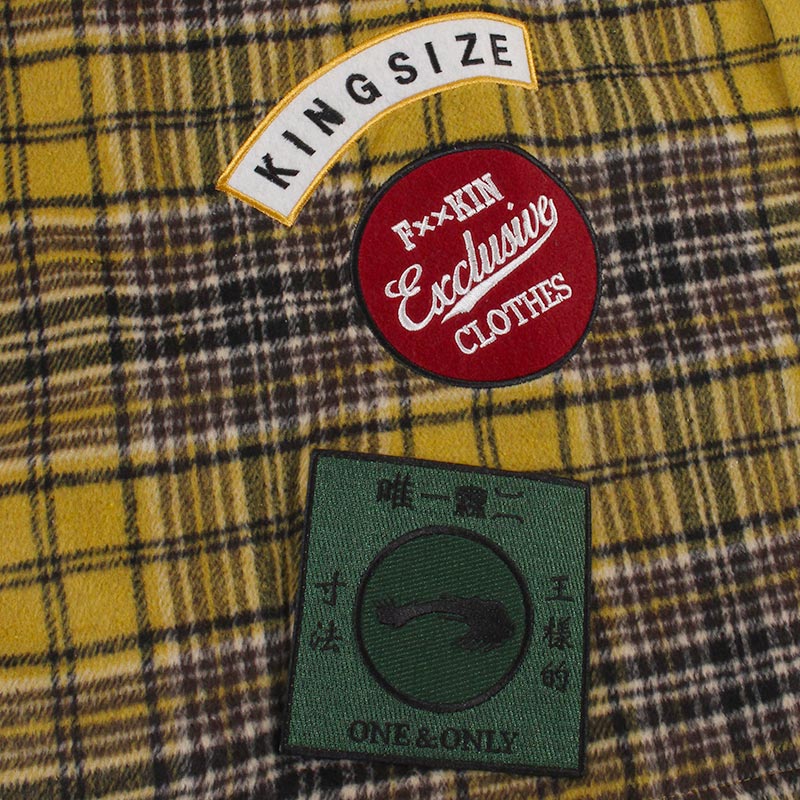 KINGSIZE
F××KIN
Exclusive
CLOTHES
唯一無二
寸法
王様的
ONE & ONLY